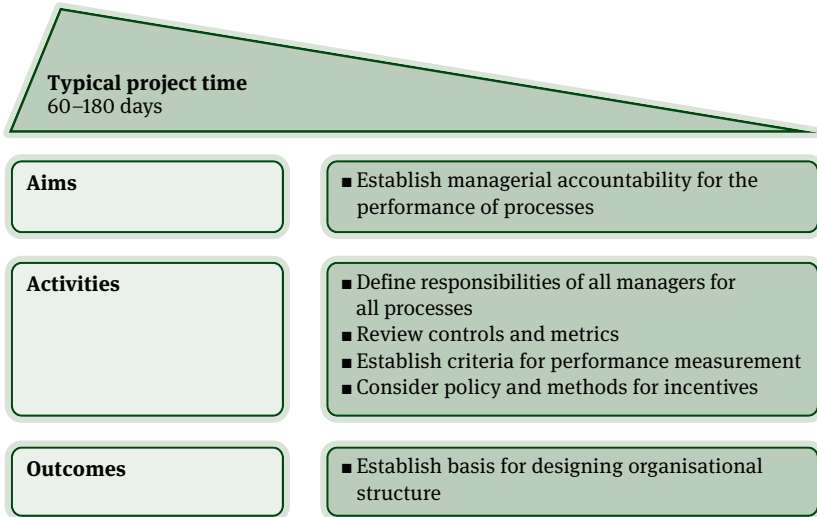 Typical project time
60–180 days
Aims
■ Establish managerial accountability for the
performance of processes
Activities
■ Define responsibilities of all managers for
all processes
■ Review controls and metrics
■ Establish criteria for performance measurement
■ Consider policy and methods for incentives
Outcomes
■ Establish basis for designing organisational
structure